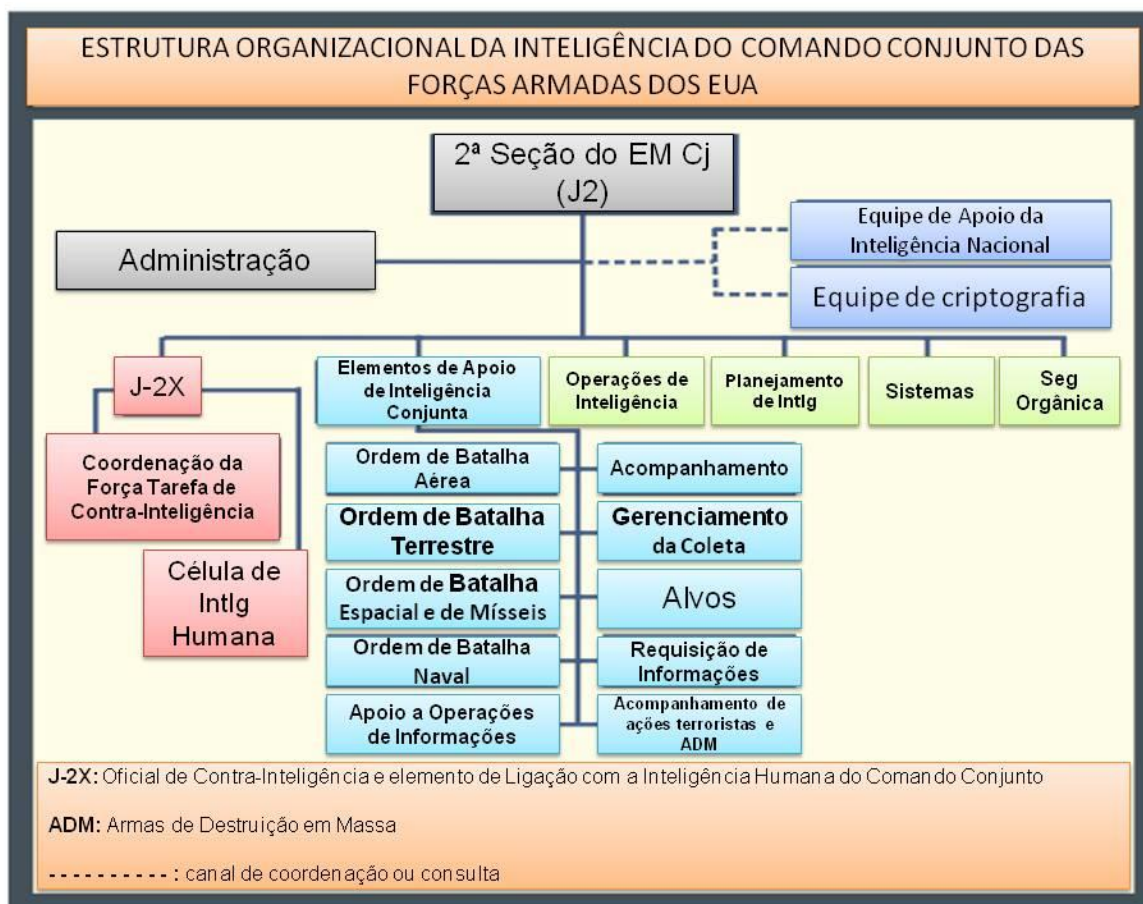 ESTRUTURA ORGANIZACIONAL DA INTELIGÊNCIA DO COMANDO CONJUNTO DAS
FORÇAS ARMADAS DOS EUA
2ª Seção do EM Cj
(J2)
Equipe de Apoio da
Inteligência Nacional
Administração
Equipe de criptografia
J-2X
Elementos de Apoio
de Inteligência
Conjunta
Operações de
Inteligência
Planejamento
de Intlg
Sistemas
Seg
Orgânica
Coordenação da
Força Tarefa de
Contra-Inteligência
Célula de
Intlg
Humana
Ordem de Batalha
Aérea
Acompanhamento
Ordem de Batalha
Terrestre
Gerenciamento
da Coleta
Ordem de Batalha
Espacial e de Mísseis
Alvos
Ordem de Batalha
Naval
Requisição de
Informações
Apoio a Operações
de Informações
Acompanhamento de
ações terroristas e
ADM
J-2X: Oficial de Contra-Inteligência e elemento de Ligação com a Inteligência Humana do Comando Conjunto
ADM: Armas de Destruição em Massa
- - - - - - - - - - : canal de coordenação ou consulta